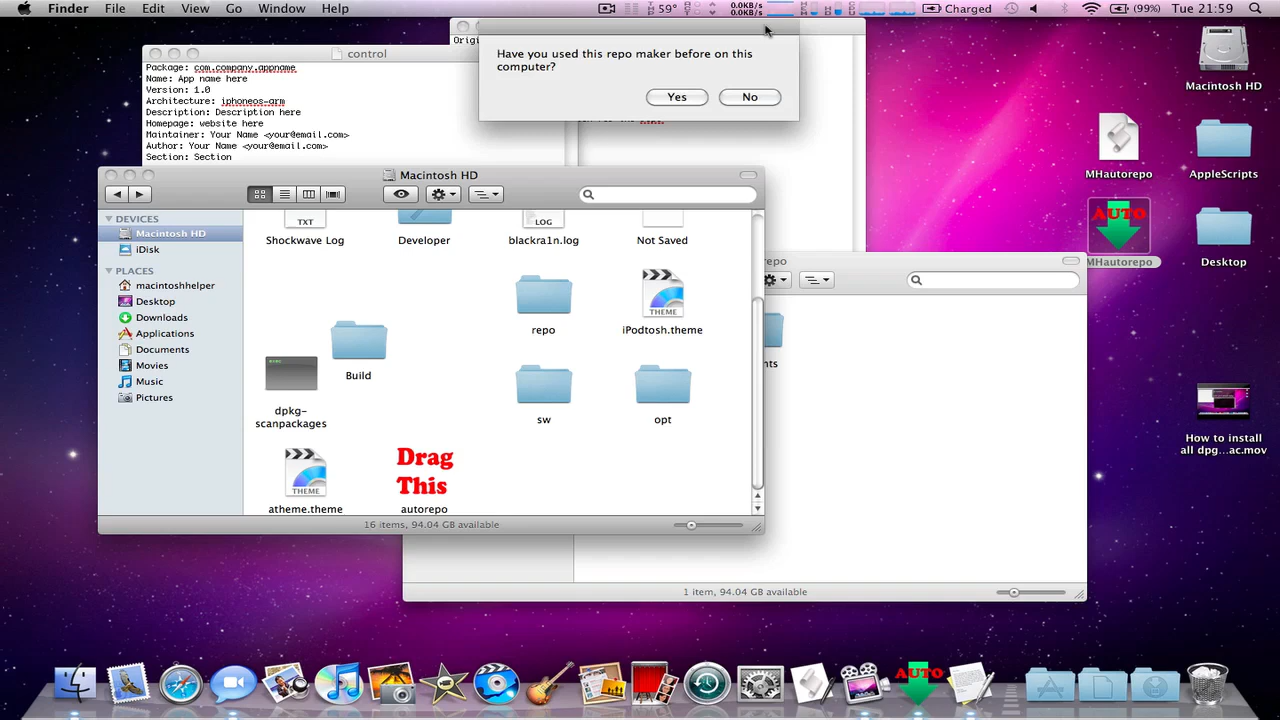 Finder File Edit View Go Window Help
59° 0.0KB/s 0.0KB/s Charged (99%) Tue 21:59
Have you used this repo maker before on this
computer?
Yes No
control
Package: com.company.appname
Name: App name here
Version: 1.0
Architecture: iphoneos-arm
Description: Description here
Homepage: website here
Maintainer: Your Name <your@email.com>
Author: Your Name <your@email.com>
Section: Section
Macintosh HD
DEVICES
Macintosh HD
iDisk
PLACES
macintoshhelper
Desktop
Downloads
Applications
Documents
Movies
Music
Pictures
TXT
Shockwave Log
Developer
LOG
blackra1n.log
Not Saved
repo
THEME
iPodtosh.theme
Build
dpkg-
scanpackages
sw
opt
THEME
atheme.theme
Drag
This
autorepo
16 items, 94.04 GB available
1 item, 94.04 GB available
Macintosh HD
MHautorepo
AppleScripts
AUTO
MHautorepo
Desktop
How to install
all dpg...ac.mov
AUTO